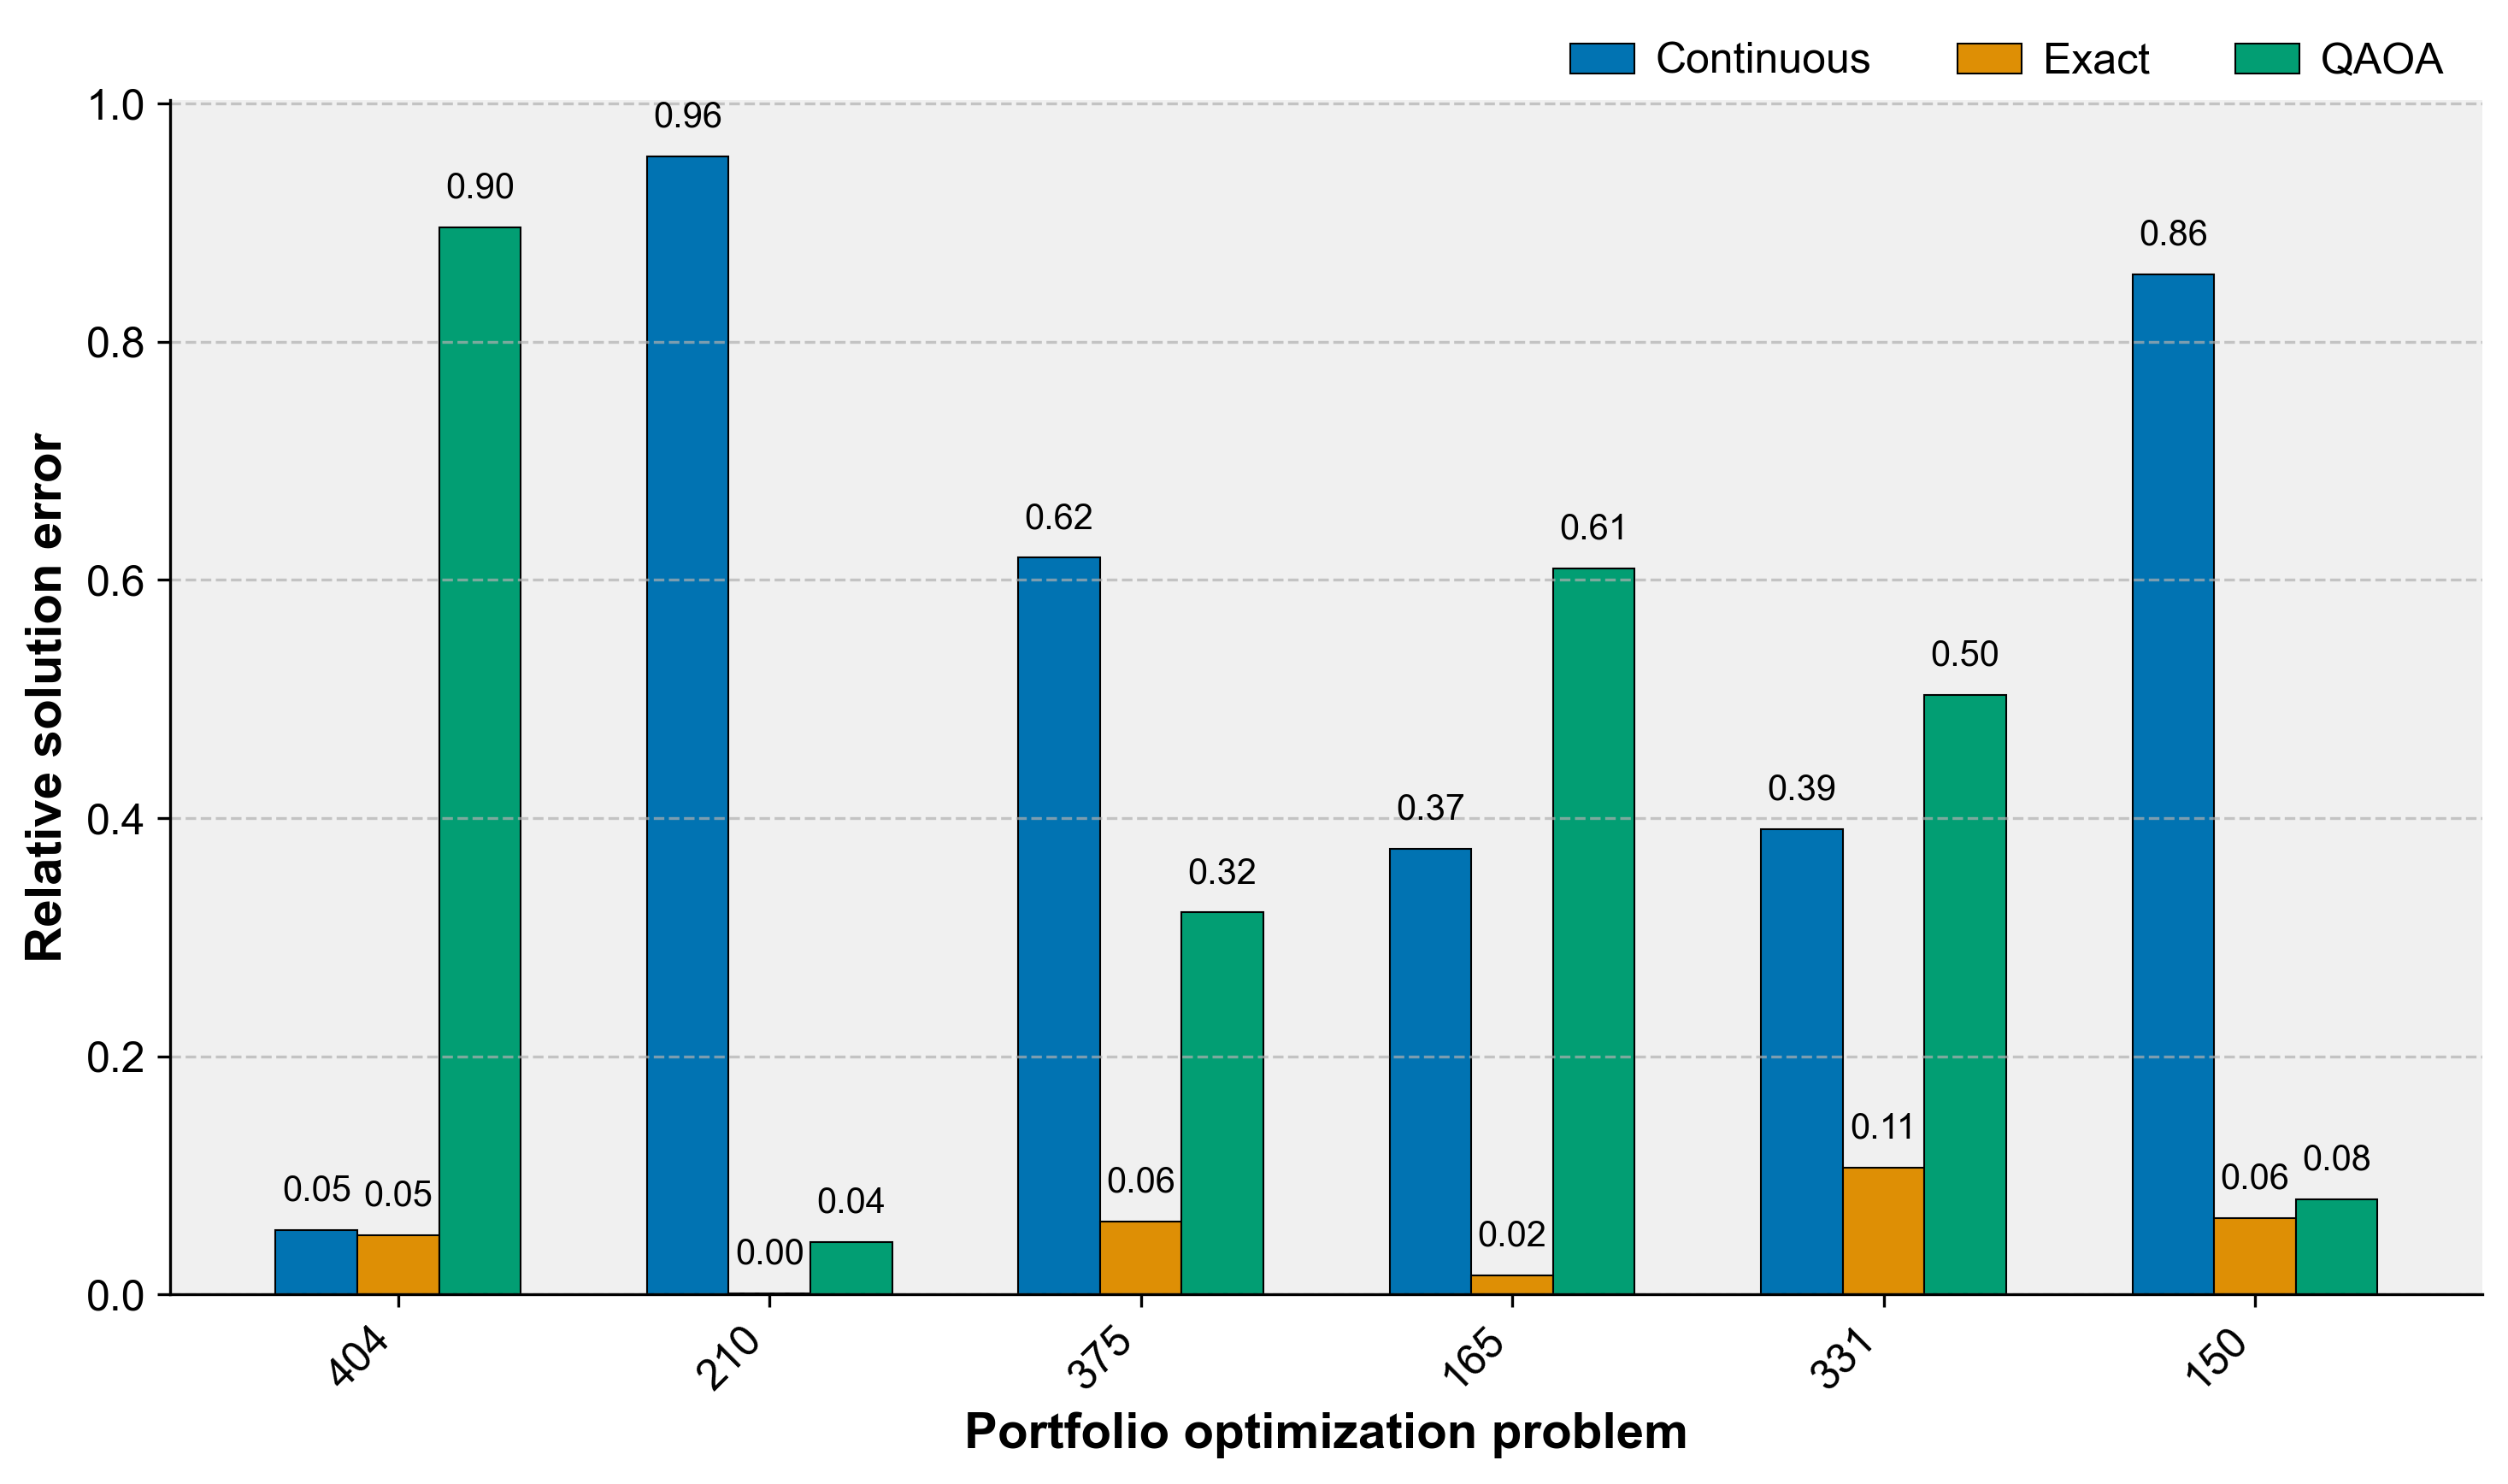 Continuous Exact QAOA
Relative solution error
1.0
0.8
0.6
0.4
0.2
0.0
0.05 0.05 0.90
0.96 0.00 0.04
0.62 0.06 0.32
0.37 0.02 0.61
0.39 0.11 0.50
0.86 0.06 0.08
404 210 375 165 331 150
Portfolio optimization problem